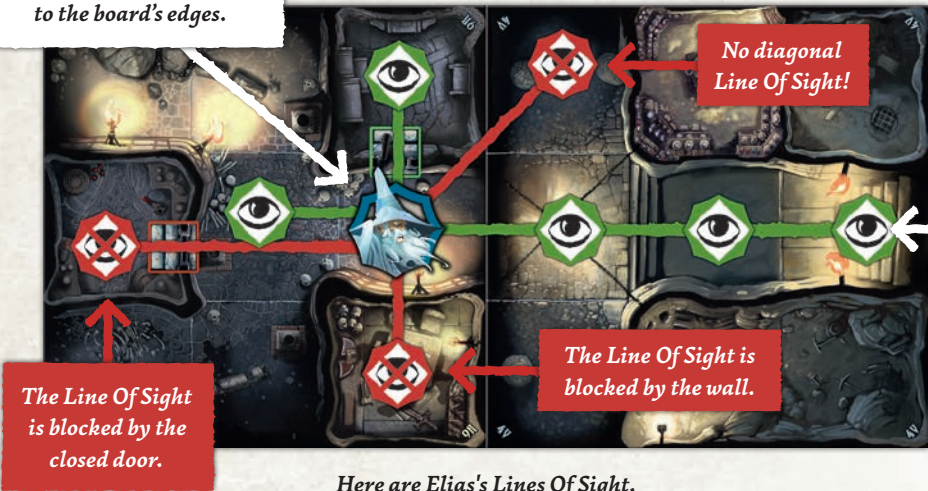 to the board's edges.
No diagonal
Line Of Sight!
The Line Of Sight is
blocked by the wall.
The Line Of Sight
is blocked by the
closed door.
Here are Elias's Lines Of Sight.